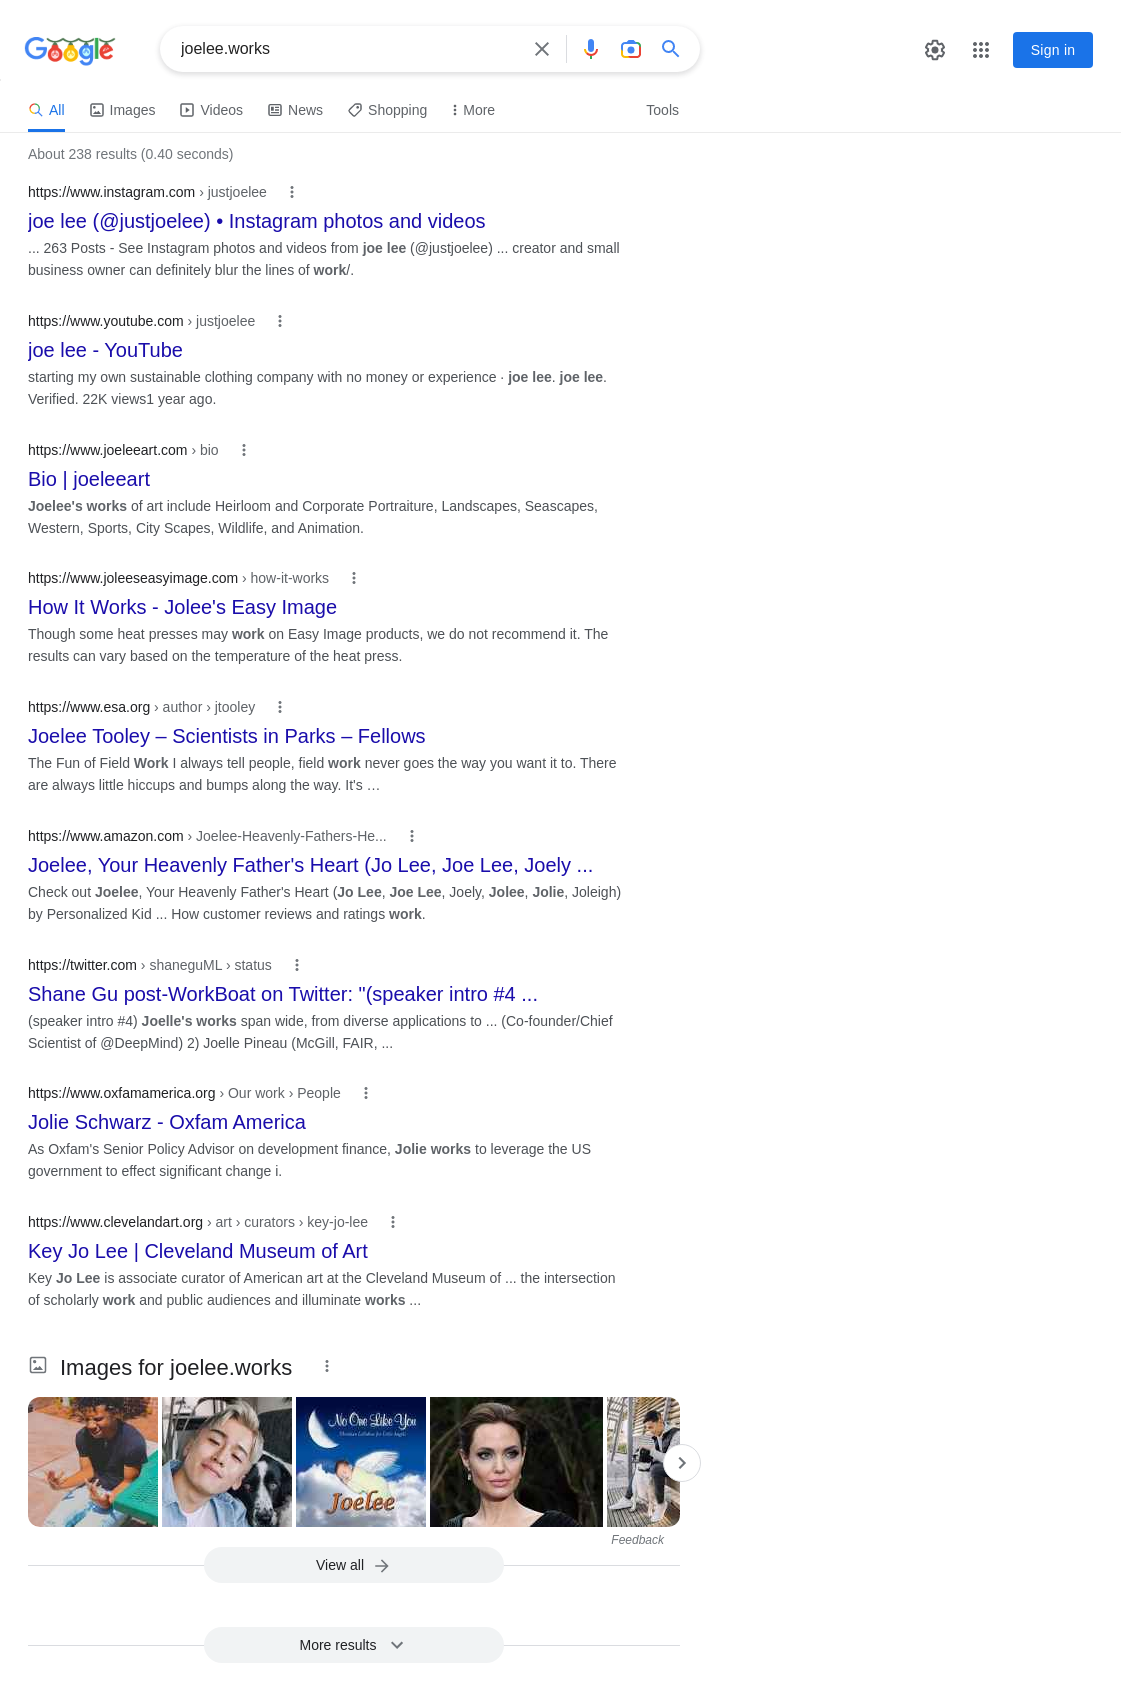 Google
joelee.works
Sign in
All Images Videos News Shopping More Tools
About 238 results (0.40 seconds)
https://www.instagram.com › justjoelee
joe lee (@justjoelee) • Instagram photos and videos
... 263 Posts - See Instagram photos and videos from joe lee (@justjoelee) ... creator and small
business owner can definitely blur the lines of work/.
https://www.youtube.com › justjoelee
joe lee - YouTube
starting my own sustainable clothing company with no money or experience · joe lee. joe lee.
Verified. 22K views1 year ago.
https://www.joeleeart.com › bio
Bio | joeleeart
Joelee's works of art include Heirloom and Corporate Portraiture, Landscapes, Seascapes,
Western, Sports, City Scapes, Wildlife, and Animation.
https://www.joleeseasyimage.com › how-it-works
How It Works - Jolee's Easy Image
Though some heat presses may work on Easy Image products, we do not recommend it. The
results can vary based on the temperature of the heat press.
https://www.esa.org › author › jtooley
Joelee Tooley – Scientists in Parks – Fellows
The Fun of Field Work I always tell people, field work never goes the way you want it to. There
are always little hiccups and bumps along the way. It's …
https://www.amazon.com › Joelee-Heavenly-Fathers-He...
Joelee, Your Heavenly Father's Heart (Jo Lee, Joe Lee, Joely ...
Check out Joelee, Your Heavenly Father's Heart (Jo Lee, Joe Lee, Joely, Jolee, Jolie, Joleigh)
by Personalized Kid ... How customer reviews and ratings work.
https://twitter.com › shaneguML › status
Shane Gu post-WorkBoat on Twitter: "(speaker intro #4 ...
(speaker intro #4) Joelle's works span wide, from diverse applications to ... (Co-founder/Chief
Scientist of @DeepMind) 2) Joelle Pineau (McGill, FAIR, ...
https://www.oxfamamerica.org › Our work › People
Jolie Schwarz - Oxfam America
As Oxfam's Senior Policy Advisor on development finance, Jolie works to leverage the US
government to effect significant change i.
https://www.clevelandart.org › art › curators › key-jo-lee
Key Jo Lee | Cleveland Museum of Art
Key Jo Lee is associate curator of American art at the Cleveland Museum of ... the intersection
of scholarly work and public audiences and illuminate works ...
Images for joelee.works
No One Like You
Joelee
Feedback
View all
More results